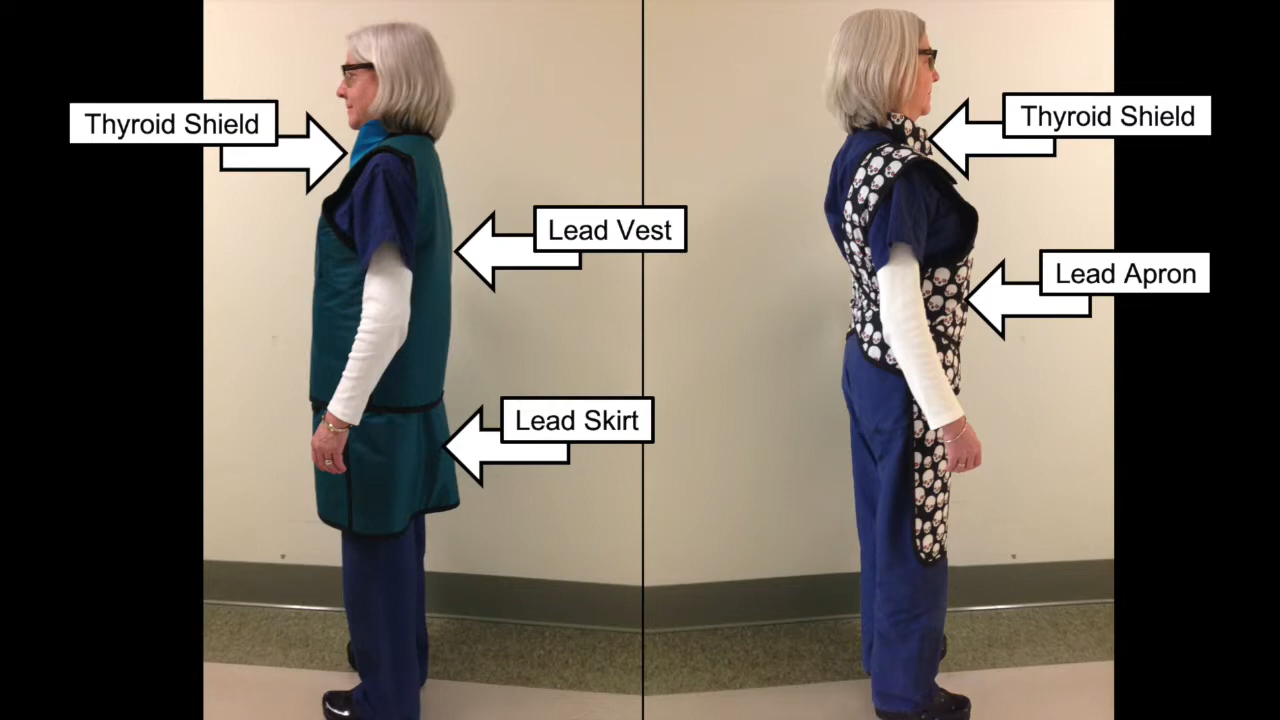 Thyroid Shield
Lead Vest
Lead Skirt
Thyroid Shield
Lead Apron